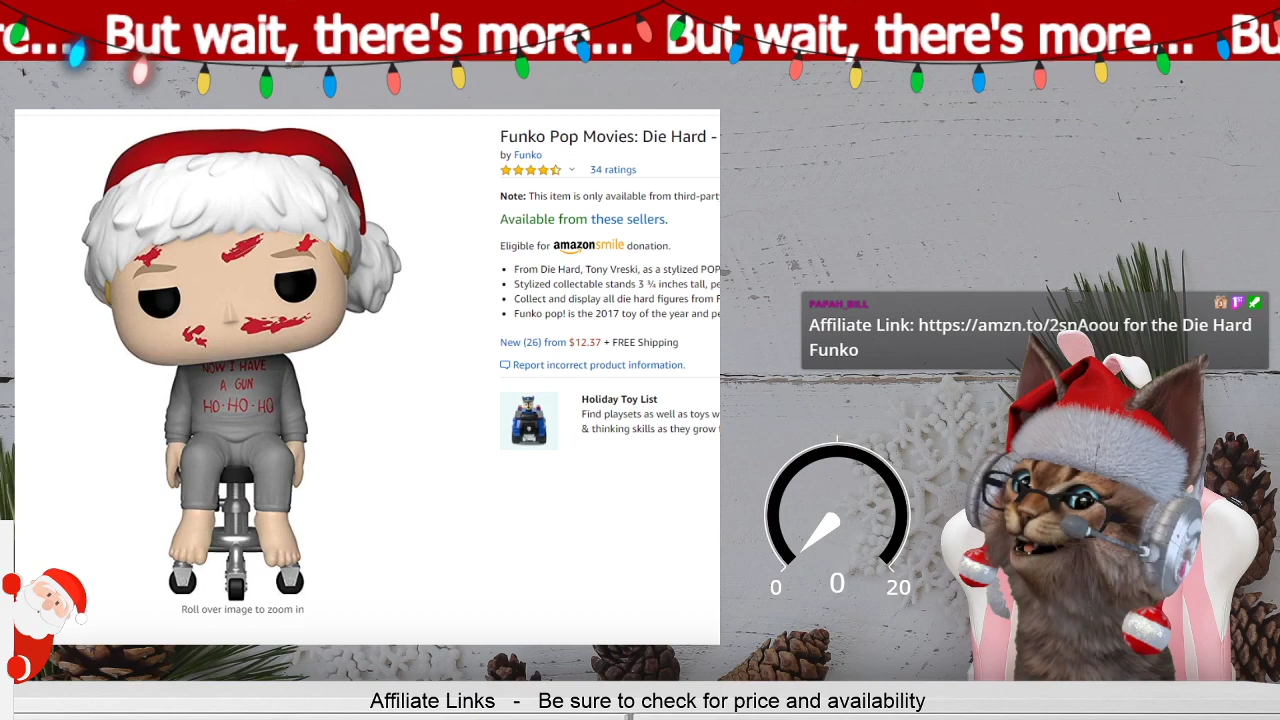 e... But wait, there's more... But wait, there's more... Bu
Funko Pop Movies: Die Hard -
by Funko
34 ratings
Note: This item is only available from third-part
Available from these sellers.
Eligible for amazonsmile donation.
From Die Hard, Tony Vreski, as a stylized POP
Stylized collectable stands 3 ¾ inches tall, pe
Collect and display all die hard figures from F
Funko pop! is the 2017 toy of the year and pe
New (26) from $12.37 + FREE Shipping
Report incorrect product information.
Holiday Toy List
Find playsets as well as toys w
& thinking skills as they grow
NOW I HAVE
A GUN
HO-HO-HO
Roll over image to zoom in
PAPAH_BILL
Affiliate Link: https://amzn.to/2snAoou for the Die Hard
Funko
0 0 20
Affiliate Links - Be sure to check for price and availability